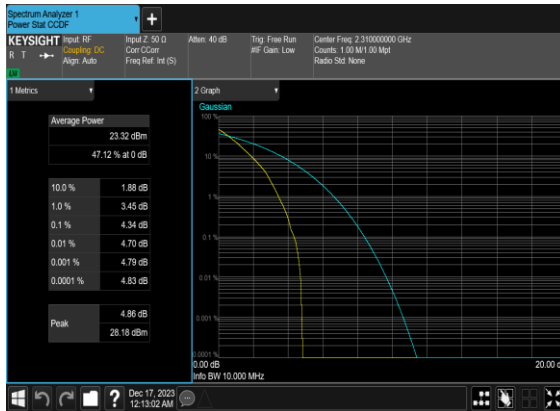 Spectrum Analyzer 1
Power Stat CCDF
KEYSIGHT
R T
LXI
Input: RF
Coupling: DC
Align: Auto
Input Z: 50 Ω
Corr CCorr
Freq Ref: Int (S)
Atten: 40 dB
Trig: Free Run
#IF Gain: Low
Center Freq: 2.310000000 GHz
Counts: 1.00 M/1.00 Mpt
Radio Std: None
1 Metrics
Average Power
23.32 dBm
47.12 % at 0 dB
10.0 % 1.88 dB
1.0 % 3.45 dB
0.1 % 4.34 dB
0.01 % 4.70 dB
0.001 % 4.79 dB
0.0001 % 4.83 dB
Peak
4.86 dB
28.18 dBm
2 Graph
Gaussian
100 %
10 %
1 %
0.1 %
0.01 %
0.001 %
0.0001 %
0.00 dB
20.00
Info BW 10.000 MHz
Dec 17, 2023
12:13:02 AM